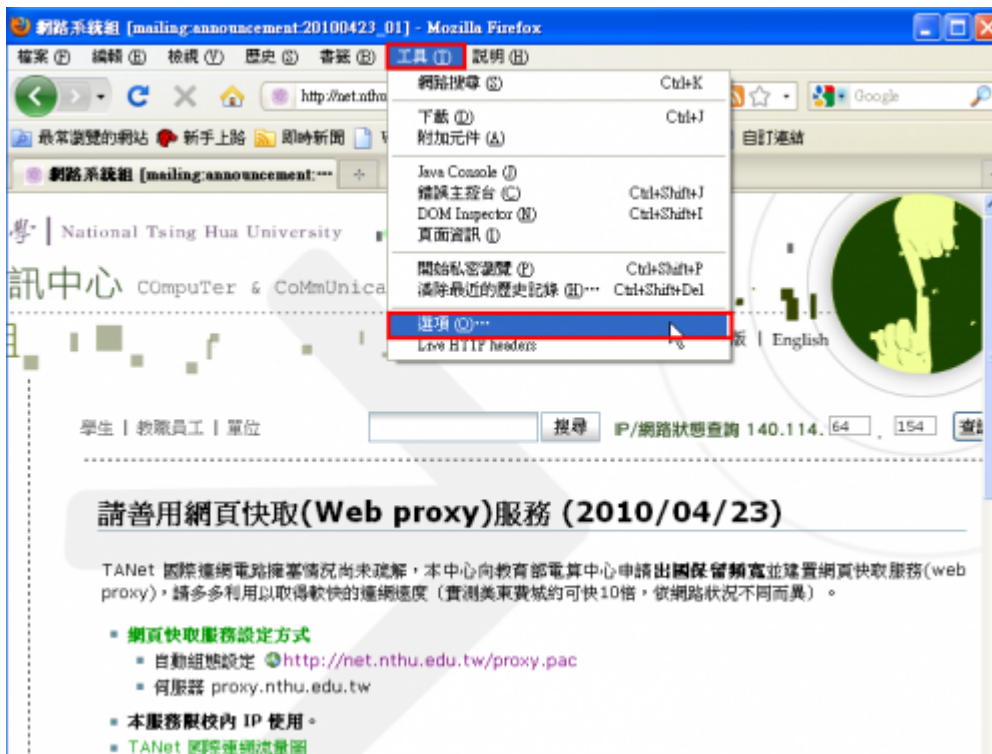 網路系統組 [mailing:announcement:20100423_01] - Mozilla Firefox
檔案(F) 編輯(E) 檢視(V) 歷史(S) 書籤(B) 工具(T) 說明(H)
http://net.nthu
Google
最常瀏覽的網站 新手上路 即時新聞 自訂連結
網路系統組 [mailing:announcement:...
網路搜尋(S) Ctrl+K
下載(D) Ctrl+J
附加元件(A)
Java Console(J)
錯誤主控台(C) Ctrl+Shift+J
DOM Inspector(N) Ctrl+Shift+I
頁面資訊(I)
開始私密瀏覽(P) Ctrl+Shift+P
清除最近的歷史記錄(H)... Ctrl+Shift+Del
選項(O)...
Live HTTP headers
學 | National Tsing Hua University
訊中心 COmpuTer & CoMmUnica
組
版 | English
學生 | 教職員工 | 單位 搜尋 IP/網路狀態查詢 140.114. 64 . 154
請善用網頁快取(Web proxy)服務 (2010/04/23)
TANet 國際連網電路擁塞情況尚未疏解，本中心向教育部電算中心申請出國保留頻寬並建置網頁快取服務(web
proxy)，請多多利用以取得較快的連網速度（實測美東費城約可快10倍，依網路狀況不同而異）。
網頁快取服務設定方式
自動組態設定 http://net.nthu.edu.tw/proxy.pac
伺服器 proxy.nthu.edu.tw
本服務限校內 IP 使用。
TANet 國際連網流量圖